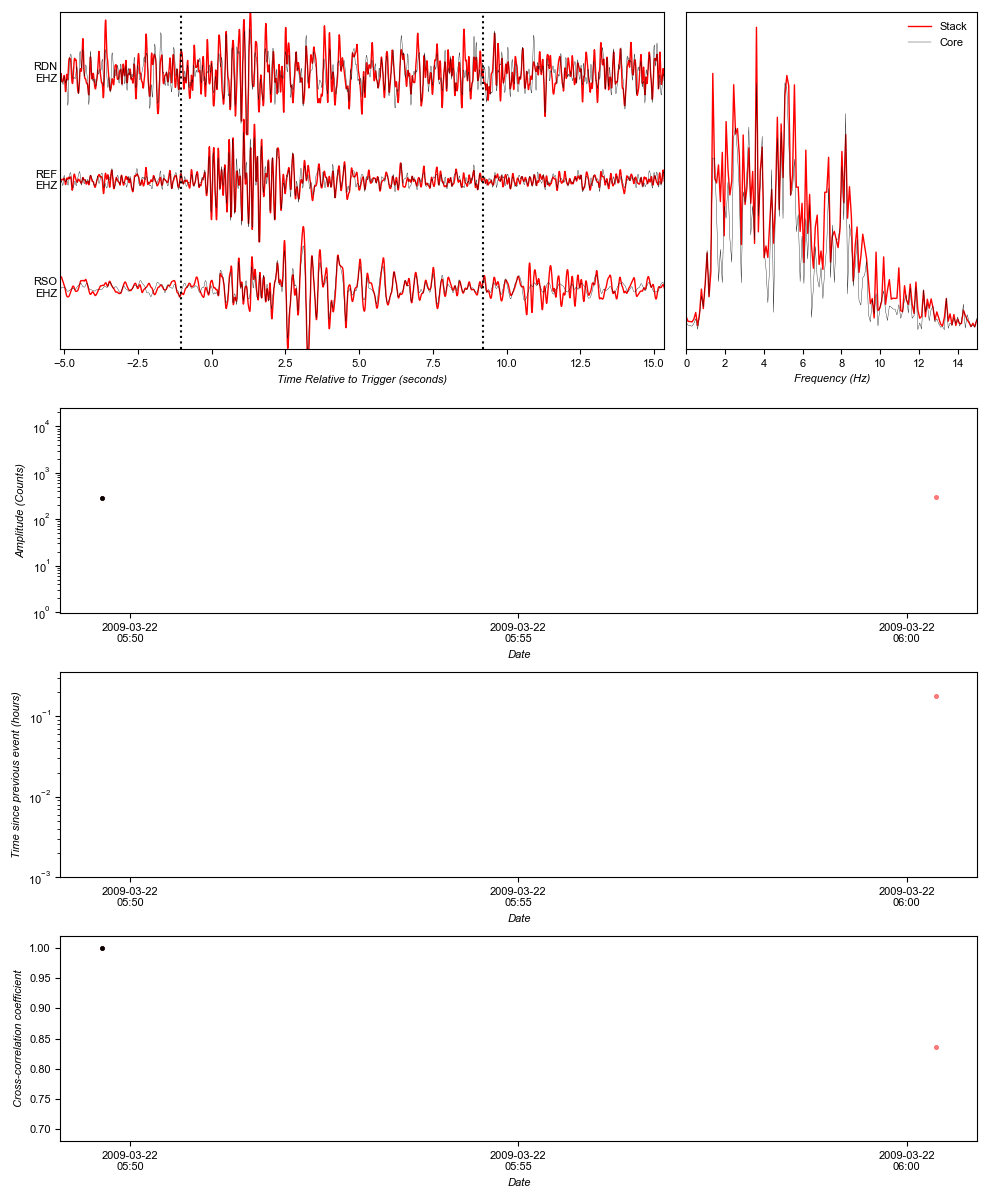 RDN
EHZ
REF
EHZ
RSO
EHZ
−5.0 −2.5 0.0 2.5 5.0 7.5 10.0 12.5 15.0
Time Relative to Trigger (seconds)
Stack
Core
0 2 4 6 8 10 12 14
Frequency (Hz)
10⁴
10³
10²
10¹
10⁰
Amplitude (Counts)
2009-03-22 2009-03-22 2009-03-22
05:50 05:55 06:00
Date
10⁻¹
10⁻²
10⁻³
Time since previous event (hours)
2009-03-22 2009-03-22 2009-03-22
05:50 05:55 06:00
Date
1.00
0.95
0.90
0.85
0.80
0.75
0.70
Cross-correlation coefficient
2009-03-22 2009-03-22 2009-03-22
05:50 05:55 06:00
Date